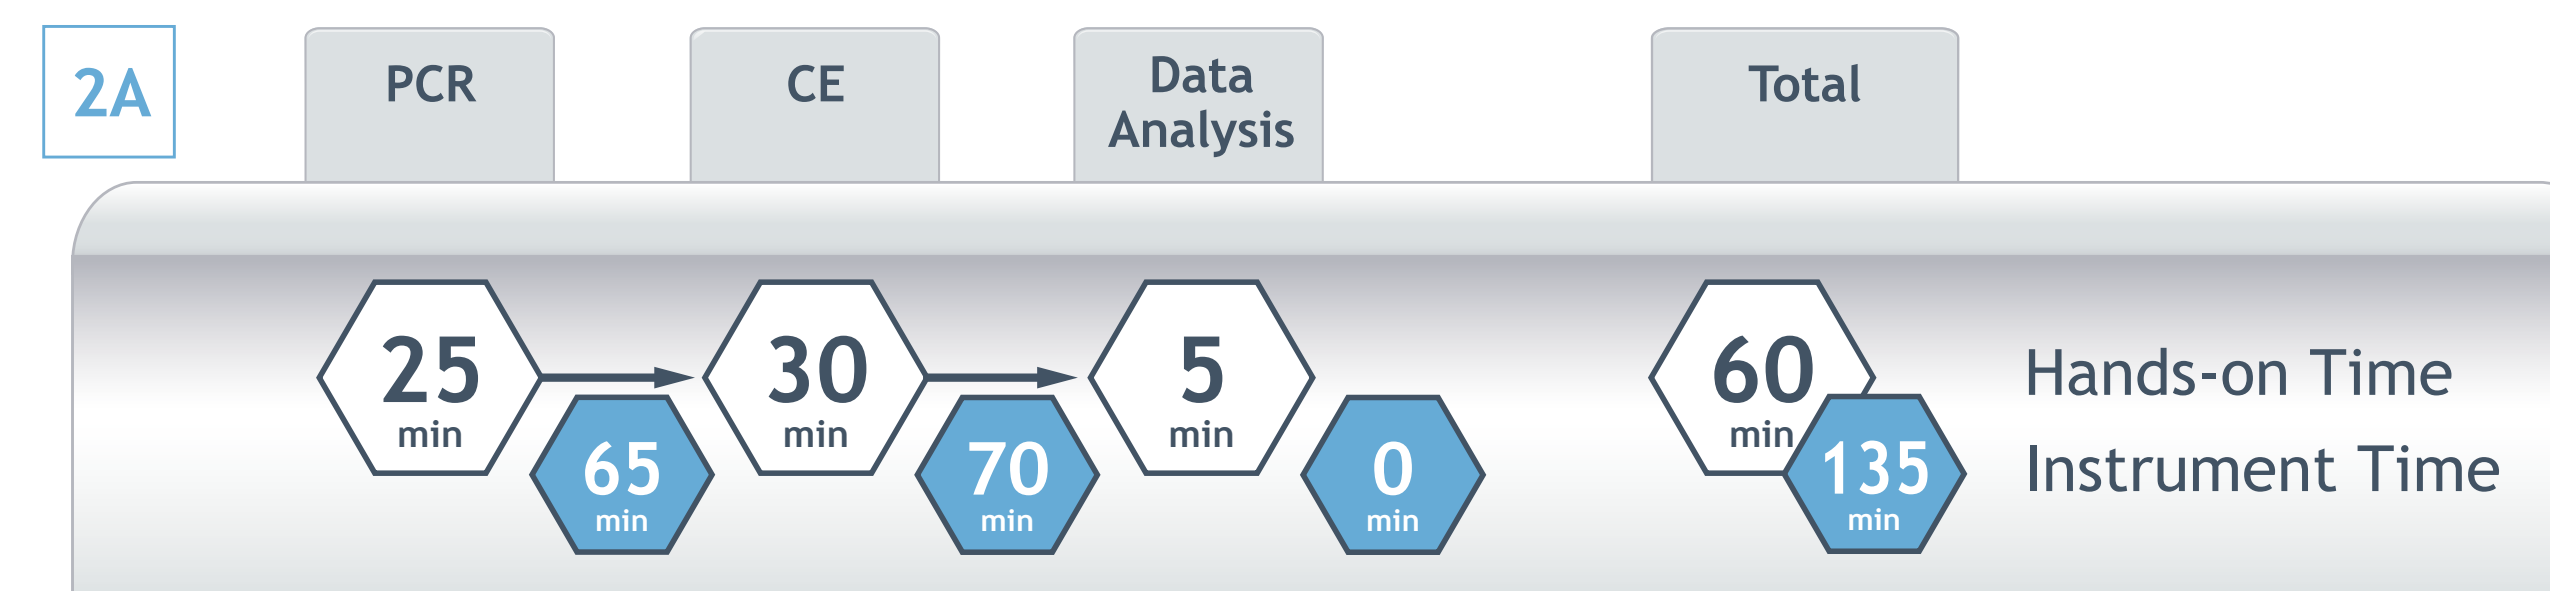 2A
PCR
CE
Data
Analysis
Total
25
min
65
min
30
min
70
min
5
min
0
min
60
min
135
min
Hands-on Time
Instrument Time